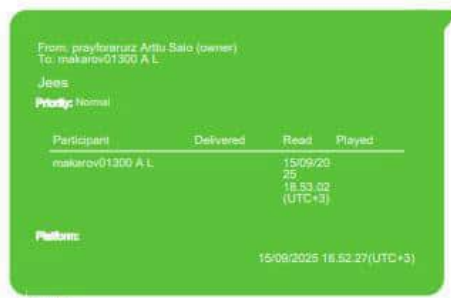 From: prayforarurz Arttu Salo (owner)
To: makarov01300 A L
Jees
Priority: Normal
Participant Delivered Read Played
makarov01300 A L 15/09/20
25
18.53.02
(UTC+3)
Platform:
15/09/2025 18.52.27(UTC+3)